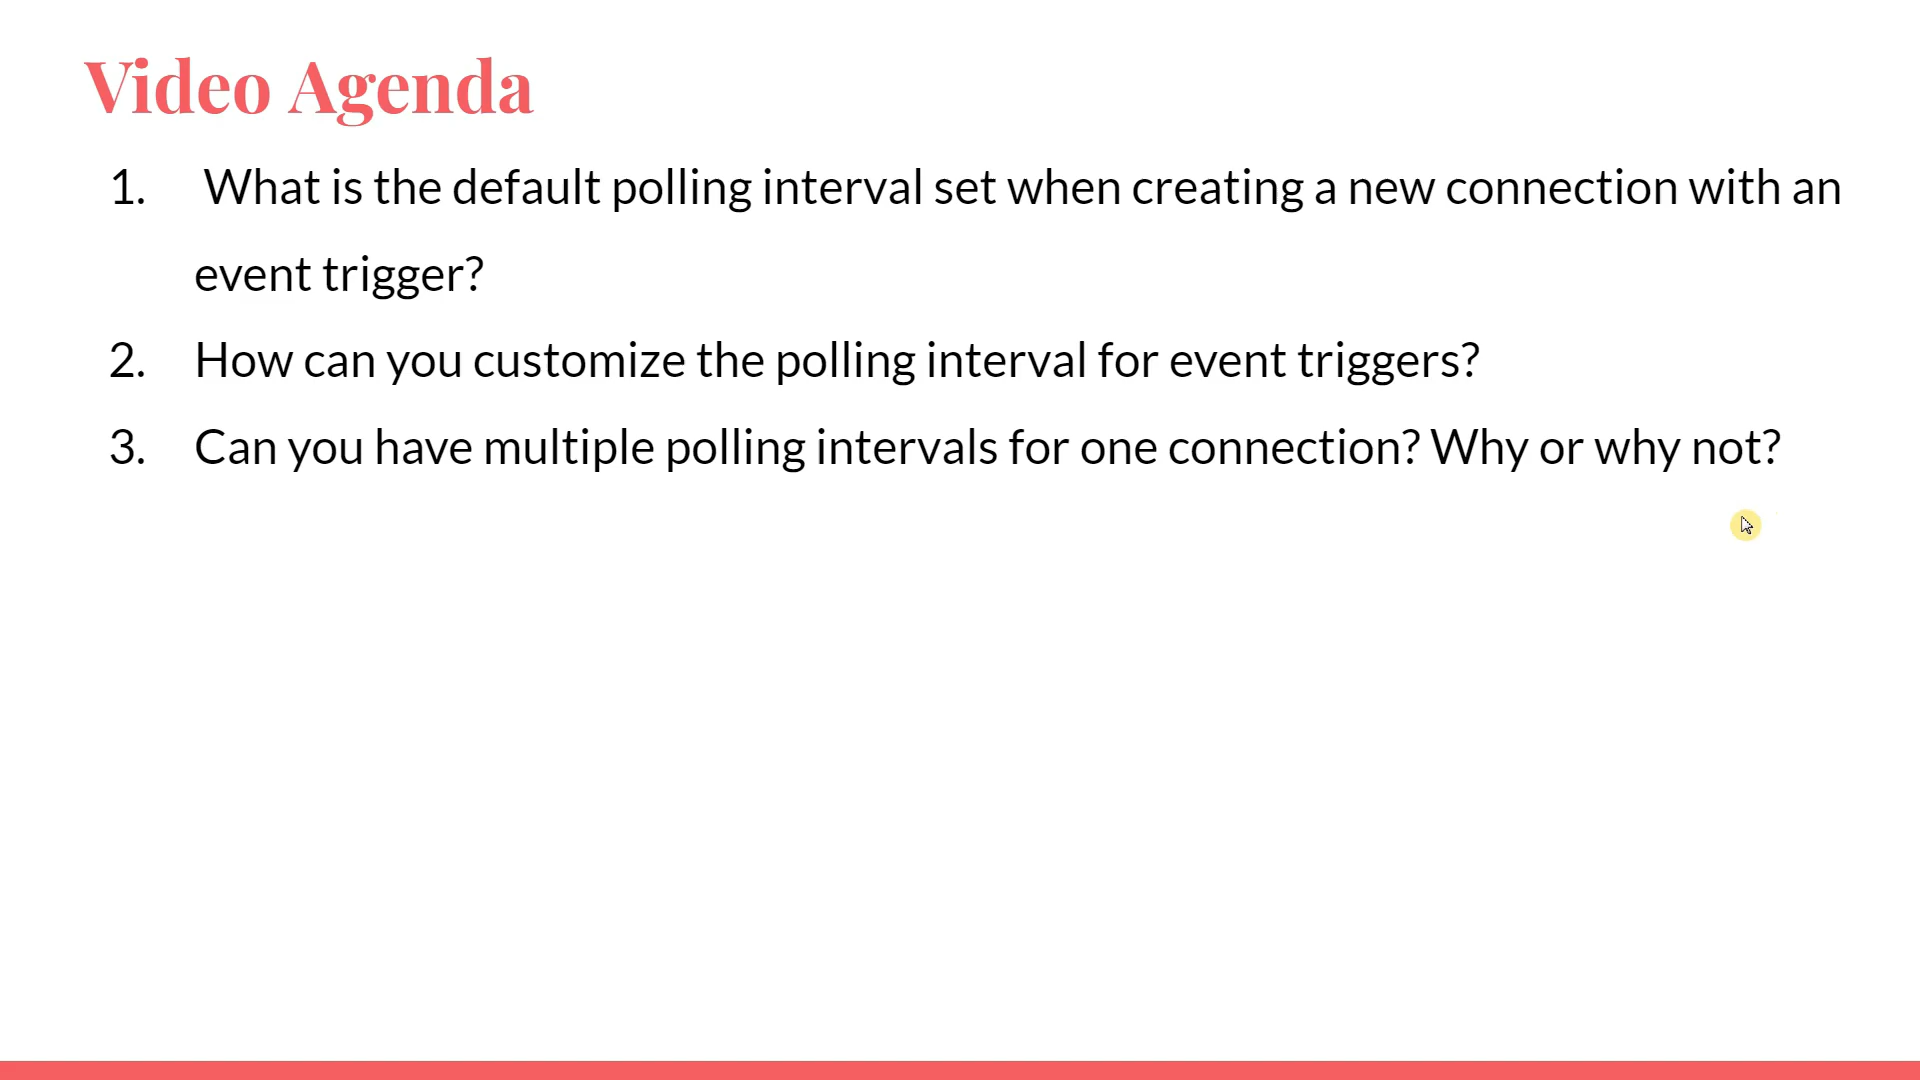 Video Agenda
1. What is the default polling interval set when creating a new connection with an
event trigger?
2. How can you customize the polling interval for event triggers?
3. Can you have multiple polling intervals for one connection? Why or why not?